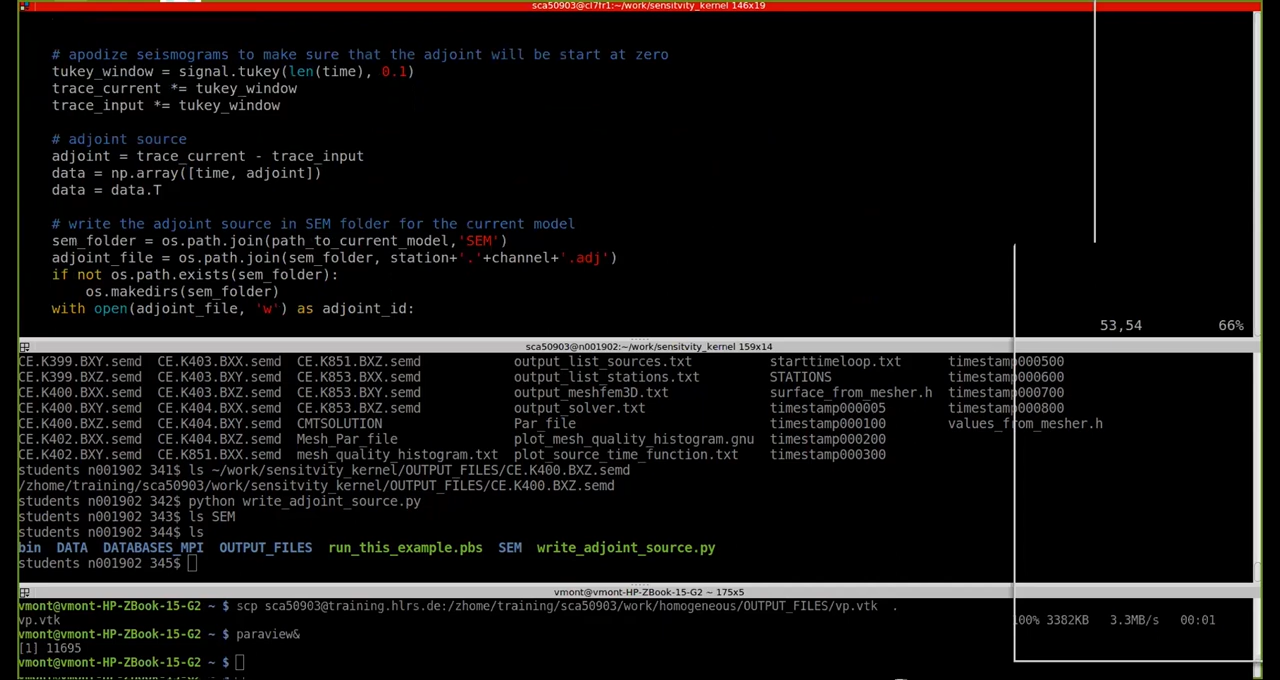 sca50903@cl7fr1:~/work/sensitvity_kernel 146x19
# apodize seismograms to make sure that the adjoint will be start at zero
tukey_window = signal.tukey(len(time), 0.1)
trace_current *= tukey_window
trace_input *= tukey_window
# adjoint source
adjoint = trace_current - trace_input
data = np.array([time, adjoint])
data = data.T
# write the adjoint source in SEM folder for the current model
sem_folder = os.path.join(path_to_current_model,'SEM')
adjoint_file = os.path.join(sem_folder, station+'.'+channel+'.adj')
if not os.path.exists(sem_folder):
os.makedirs(sem_folder)
with open(adjoint_file, 'w') as adjoint_id:
53,54 66%
sca50903@n001902:~/work/sensitvity_kernel 159x14
CE.K399.BXY.semd CE.K403.BXX.semd CE.K851.BXZ.semd output_list_sources.txt starttimeloop.txt timestamp000500
CE.K399.BXZ.semd CE.K403.BXY.semd CE.K853.BXX.semd output_list_stations.txt STATIONS timestamp000600
CE.K400.BXX.semd CE.K403.BXZ.semd CE.K853.BXY.semd output_meshfem3D.txt surface_from_mesher.h timestamp000700
CE.K400.BXY.semd CE.K404.BXX.semd CE.K853.BXZ.semd output_solver.txt timestamp000005 timestamp000800
CE.K400.BXZ.semd CE.K404.BXY.semd CMTSOLUTION Par_file timestamp000100 values_from_mesher.h
CE.K402.BXX.semd CE.K404.BXZ.semd Mesh_Par_file plot_mesh_quality_histogram.gnu timestamp000200
CE.K402.BXY.semd CE.K851.BXX.semd mesh_quality_histogram.txt plot_source_time_function.txt timestamp000300
students n001902 341$ ls ~/work/sensitvity_kernel/OUTPUT_FILES/CE.K400.BXZ.semd
/zhome/training/sca50903/work/sensitvity_kernel/OUTPUT_FILES/CE.K400.BXZ.semd
students n001902 342$ python write_adjoint_source.py
students n001902 343$ ls SEM
students n001902 344$ ls
bin DATA DATABASES_MPI OUTPUT_FILES run_this_example.pbs SEM write_adjoint_source.py
students n001902 345$
vmont@vmont-HP-ZBook-15-G2 ~ 175x5
vmont@vmont-HP-ZBook-15-G2 ~ $ scp sca50903@training.hlrs.de:/zhome/training/sca50903/work/homogeneous/OUTPUT_FILES/vp.vtk .
vp.vtk 100% 3382KB 3.3MB/s 00:01
vmont@vmont-HP-ZBook-15-G2 ~ $ paraview&
[1] 11695
vmont@vmont-HP-ZBook-15-G2 ~ $